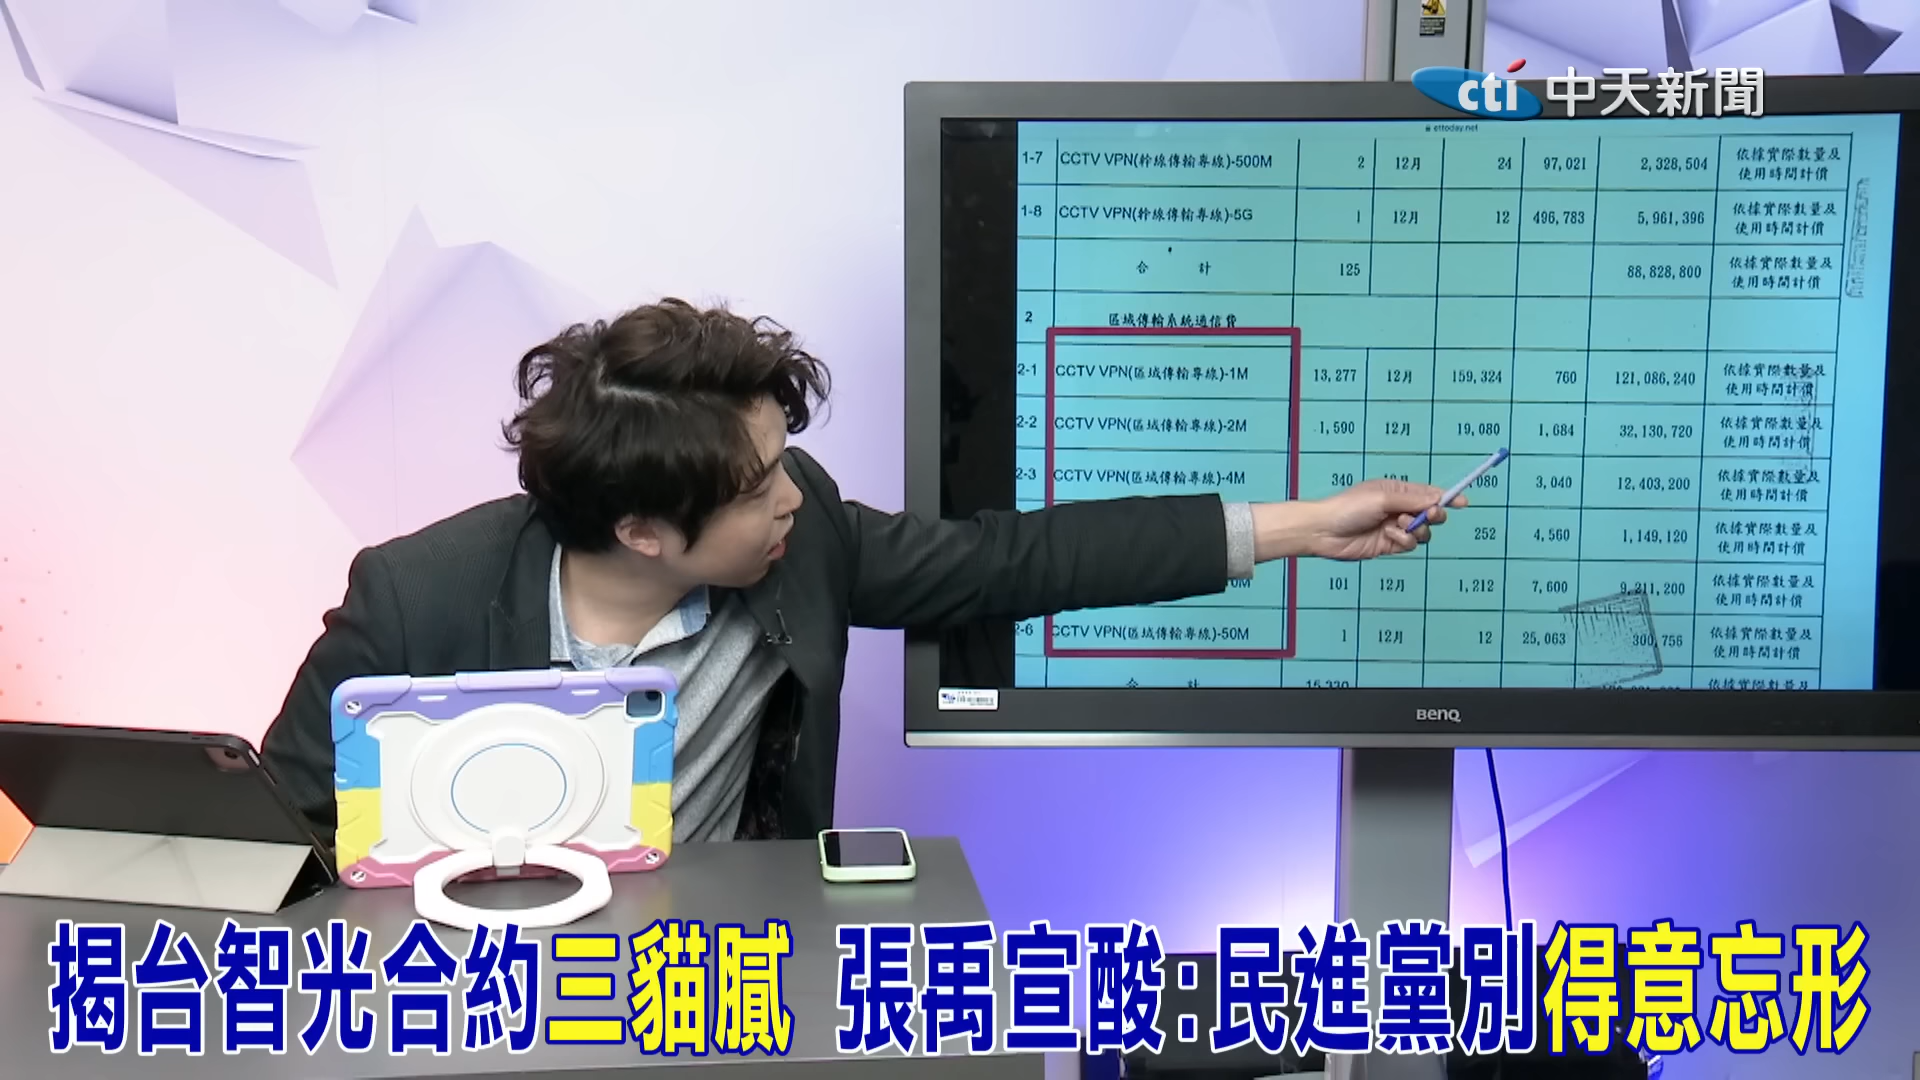 cti 中天新聞
ettoday.net
1-7 CCTV VPN(幹線傳輸專線)-500M 2 12月 24 97,021 2,328,504 依據實際數量及使用時間計價
1-8 CCTV VPN(幹線傳輸專線)-5G 1 12月 12 496,783 5,961,396 依據實際數量及使用時間計價
合 計 125 88,828,800 依據實際數量及使用時間計價
2 區域傳輸系統通信費
2-1 CCTV VPN(區域傳輸專線)-1M 13,277 12月 159,324 760 121,086,240 依據實際數量及使用時間計價
2-2 CCTV VPN(區域傳輸專線)-2M 1,590 12月 19,080 1,684 32,130,720 依據實際數量及使用時間計價
2-3 CCTV VPN(區域傳輸專線)-4M 340 080 3,040 12,403,200 依據實際數量及使用時間計價
252 4,560 1,149,120 依據實際數量及使用時間計價
101 12月 1,212 7,600 9,211,200 依據實際數量及使用時間計價
2-6 CCTV VPN(區域傳輸專線)-50M 1 12月 12 25,063 300,756 依據實際數量及使用時間計價
合 計
BenQ
揭台智光合約三貓膩 張禹宣酸:民進黨別得意忘形